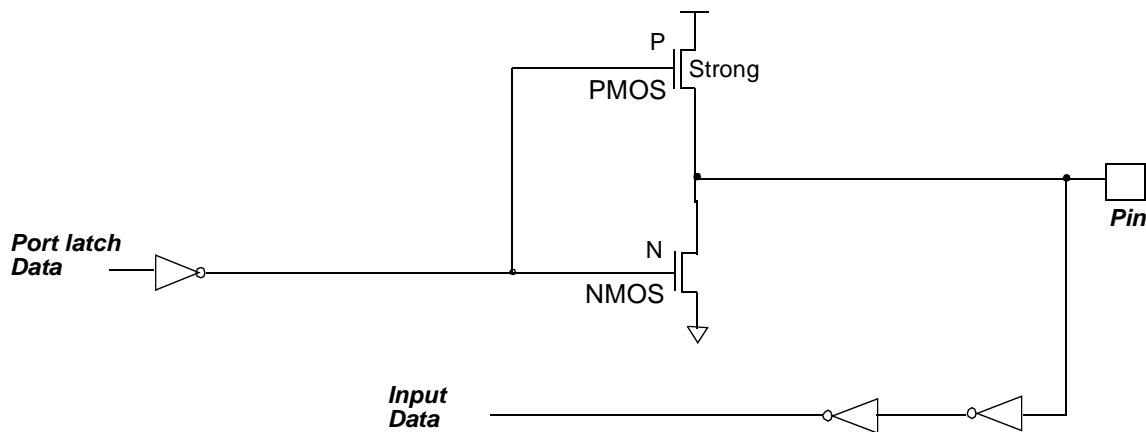 P
Strong
PMOS
Pin
Port latch
Data
N
NMOS
Input
Data